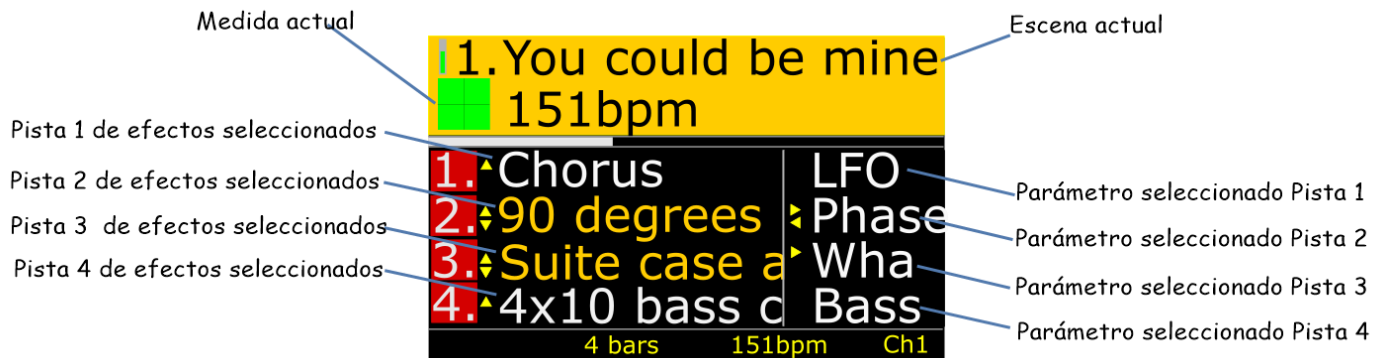 Medida actual
Escena actual
1.You could be mine
151bpm
Pista 1 de efectos seleccionados
1. Chorus LFO
Parámetro seleccionado Pista 1
Pista 2 de efectos seleccionados
2. 90 degrees Phase
Parámetro seleccionado Pista 2
Pista 3 de efectos seleccionados
3. Suite case a Wha
Parámetro seleccionado Pista 3
Pista 4 de efectos seleccionados
4. 4x10 bass c Bass
Parámetro seleccionado Pista 4
4 bars 151bpm Ch1